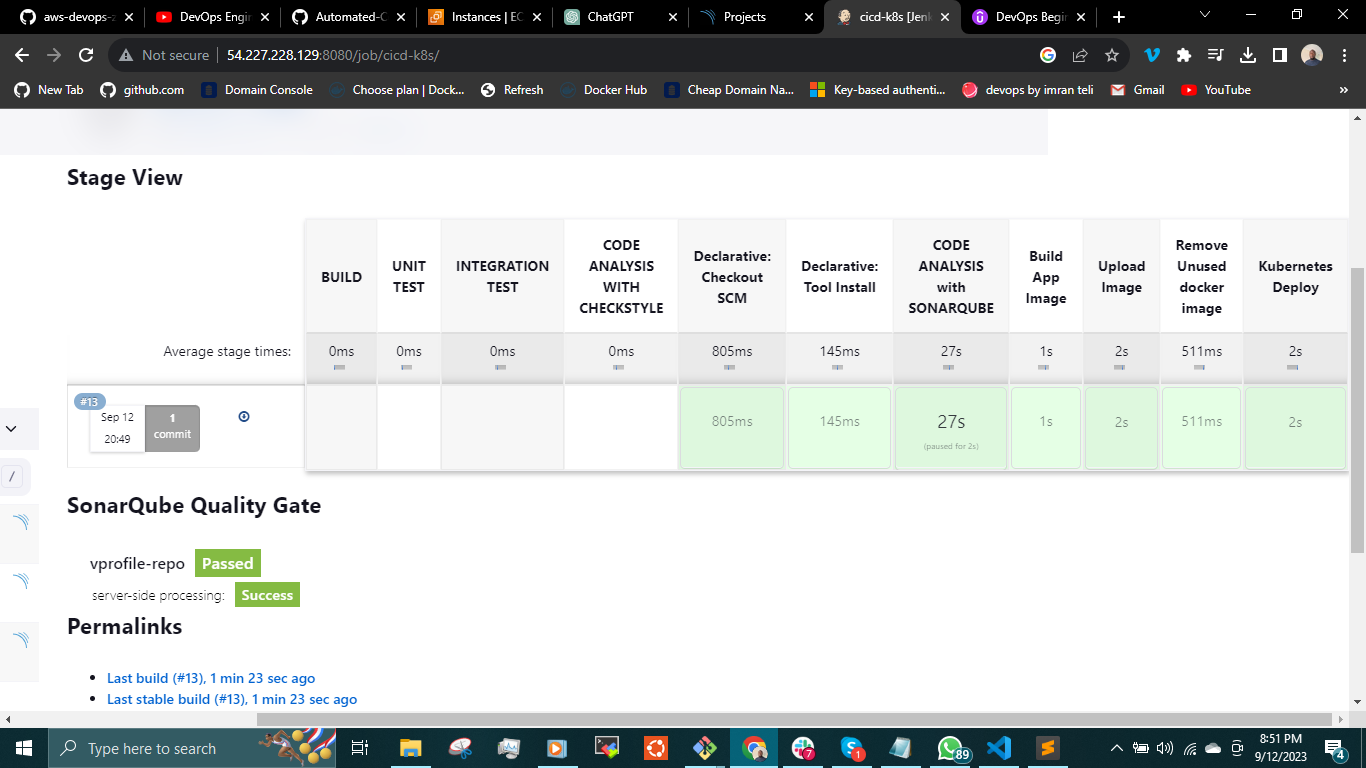 aws-devops-z
DevOps Engin
Automated-C
Instances | EC
ChatGPT
Projects
cicd-k8s [Jenk
DevOps Begin
Not secure
54.227.228.129:8080/job/cicd-k8s/
New Tab
github.com
Domain Console
Choose plan | Dock...
Refresh
Docker Hub
Cheap Domain Na...
Key-based authenti...
devops by imran teli
Gmail
YouTube
»
Stage View
BUILD
UNIT
TEST
INTEGRATION
TEST
CODE
ANALYSIS
WITH
CHECKSTYLE
Declarative:
Checkout
SCM
Declarative:
Tool Install
CODE
ANALYSIS
with
SONARQUBE
Build
App
Image
Upload
Image
Remove
Unused
docker
image
Kubernetes
Deploy
Average stage times:
0ms
0ms
0ms
0ms
805ms
145ms
27s
1s
2s
511ms
2s
#13
Sep 12
20:49
1
commit
805ms
145ms
27s
(paused for 2s)
1s
2s
511ms
2s
/
SonarQube Quality Gate
vprofile-repo Passed
server-side processing: Success
Permalinks
Last build (#13), 1 min 23 sec ago
Last stable build (#13), 1 min 23 sec ago
Type here to search
7
1
89
8:51 PM
9/12/2023
4